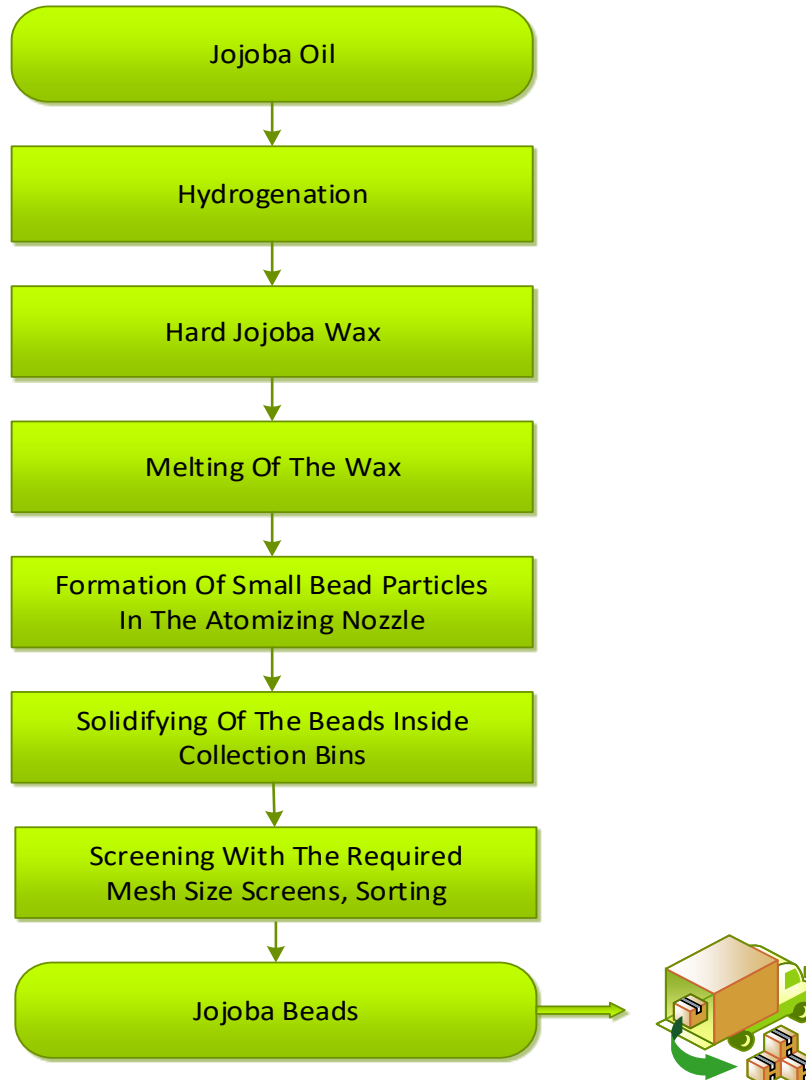 Jojoba Oil
Hydrogenation
Hard Jojoba Wax
Melting Of The Wax
Formation Of Small Bead Particles
In The Atomizing Nozzle
Solidifying Of The Beads Inside
Collection Bins
Screening With The Required
Mesh Size Screens, Sorting
Jojoba Beads